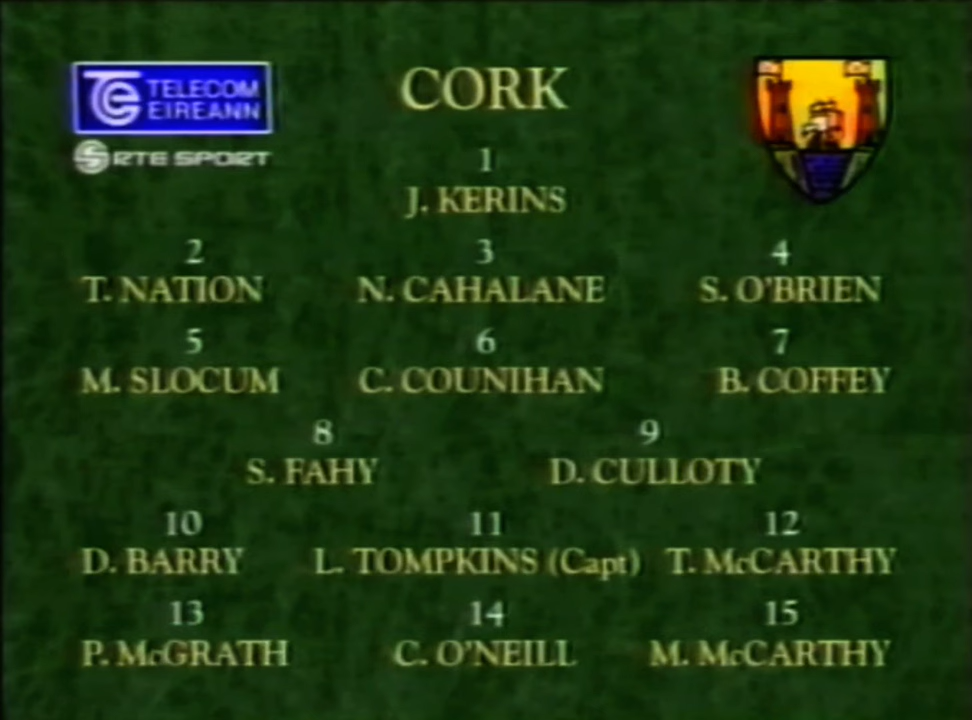 TELECOM
EIREANN
RTE SPORT
CORK
1
J. KERINS
2 3 4
T. NATION N. CAHALANE S. O'BRIEN
5 6 7
M. SLOCUM C. COUNIHAN B. COFFEY
8 9
S. FAHY D. CULLOTY
10 11 12
D. BARRY L. TOMPKINS (Capt) T. McCARTHY
13 14 15
P. McGRATH C. O'NEILL M. McCARTHY